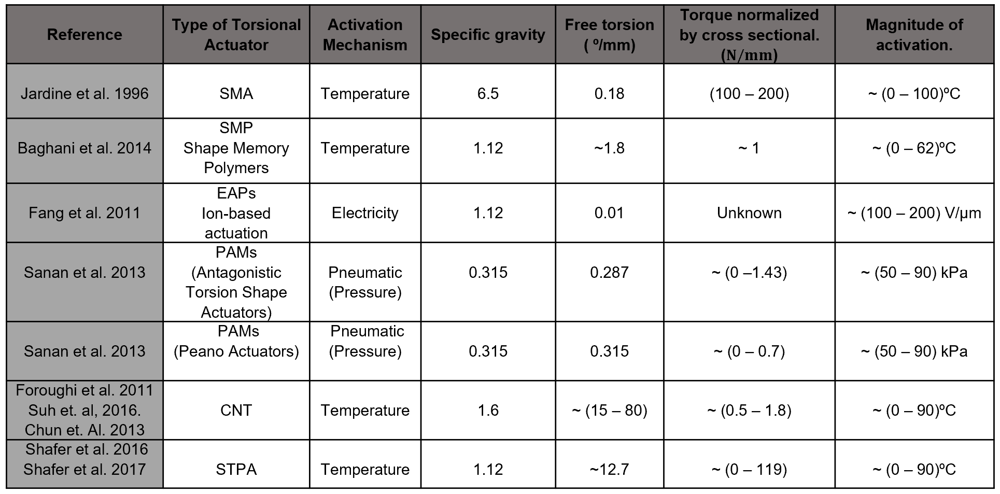 Reference
Type of Torsional
Actuator
Activation
Mechanism
Specific gravity
Free torsion
( º/mm)
Torque normalized
by cross sectional.
(N/mm)
Magnitude of
activation.
Jardine et al. 1996
SMA
Temperature
6.5
0.18
(100 – 200)
~ (0 – 100)ºC
Baghani et al. 2014
SMP
Shape Memory
Polymers
Temperature
1.12
~1.8
~ 1
~ (0 – 62)ºC
Fang et al. 2011
EAPs
Ion-based
actuation
Electricity
1.12
0.01
Unknown
~ (100 – 200) V/µm
Sanan et al. 2013
PAMs
(Antagonistic
Torsion Shape
Actuators)
Pneumatic
(Pressure)
0.315
0.287
~ (0 –1.43)
~ (50 – 90) kPa
Sanan et al. 2013
PAMs
(Peano Actuators)
Pneumatic
(Pressure)
0.315
0.315
~ (0 – 0.7)
~ (50 – 90) kPa
Foroughi et al. 2011
Suh et. al, 2016.
Chun et. Al. 2013
CNT
Temperature
1.6
~ (15 – 80)
~ (0.5 – 1.8)
~ (0 – 90)ºC
Shafer et al. 2016
Shafer et al. 2017
STPA
Temperature
1.12
~12.7
~ (0 – 119)
~ (0 – 90)ºC